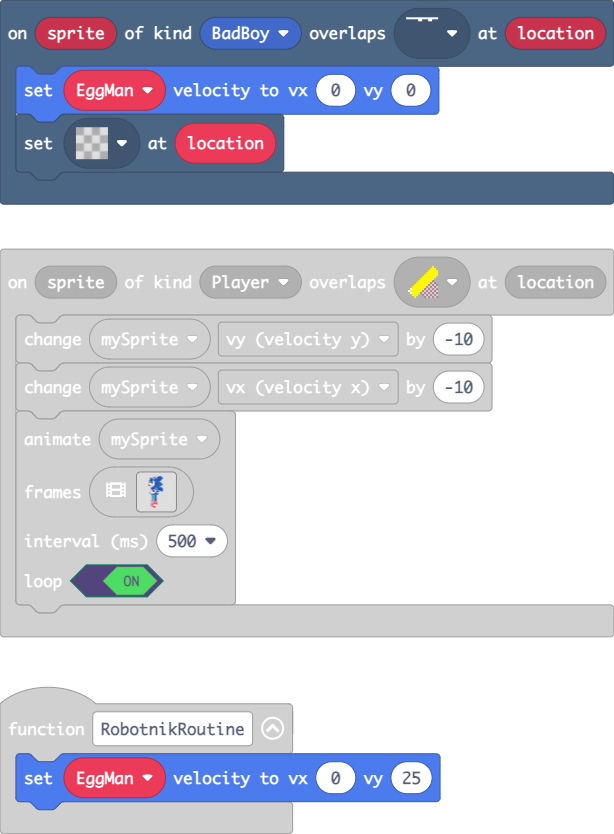 on sprite of kind BadBoy overlaps at location
set EggMan velocity to vx 0 vy 0
set at location
on sprite of kind Player overlaps at location
change mySprite vy (velocity y) by -10
change mySprite vx (velocity x) by -10
animate mySprite
frames
interval (ms) 500
loop ON
function RobotnikRoutine
set EggMan velocity to vx 0 vy 25